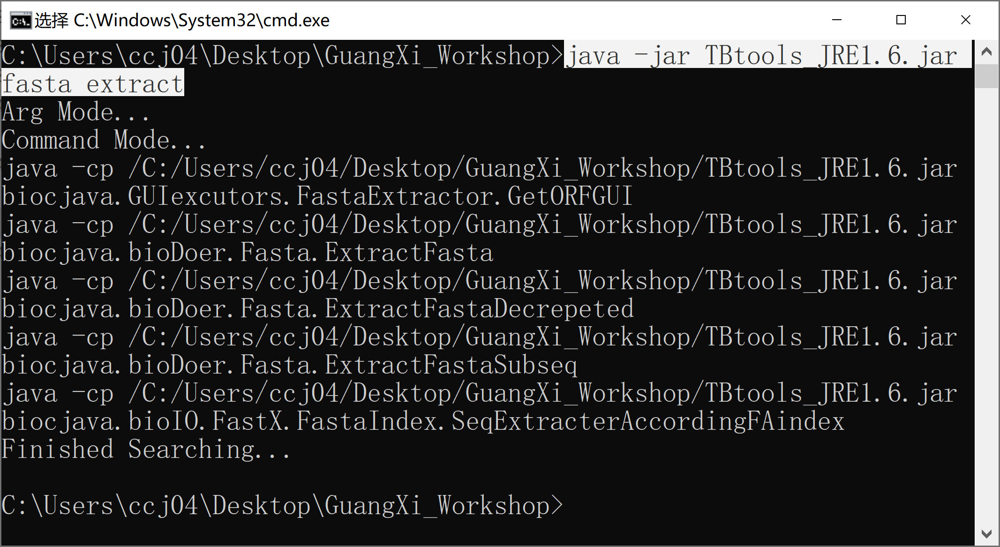 选择 C:\Windows\System32\cmd.exe
C:\Users\ccj04\Desktop\GuangXi_Workshop>java -jar TBtools_JRE1.6.jar
fasta extract
Arg Mode...
Command Mode...
java -cp /C:/Users/ccj04/Desktop/GuangXi_Workshop/TBtools_JRE1.6.jar
biocjava.GUIexcutors.FastaExtractor.GetORFGUI
java -cp /C:/Users/ccj04/Desktop/GuangXi_Workshop/TBtools_JRE1.6.jar
biocjava.bioDoer.Fasta.ExtractFasta
java -cp /C:/Users/ccj04/Desktop/GuangXi_Workshop/TBtools_JRE1.6.jar
biocjava.bioDoer.Fasta.ExtractFastaDecrepeted
java -cp /C:/Users/ccj04/Desktop/GuangXi_Workshop/TBtools_JRE1.6.jar
biocjava.bioDoer.Fasta.ExtractFastaSubseq
java -cp /C:/Users/ccj04/Desktop/GuangXi_Workshop/TBtools_JRE1.6.jar
biocjava.bioIO.FastX.FastaIndex.SeqExtracterAccordingFAindex
Finished Searching...
C:\Users\ccj04\Desktop\GuangXi_Workshop>